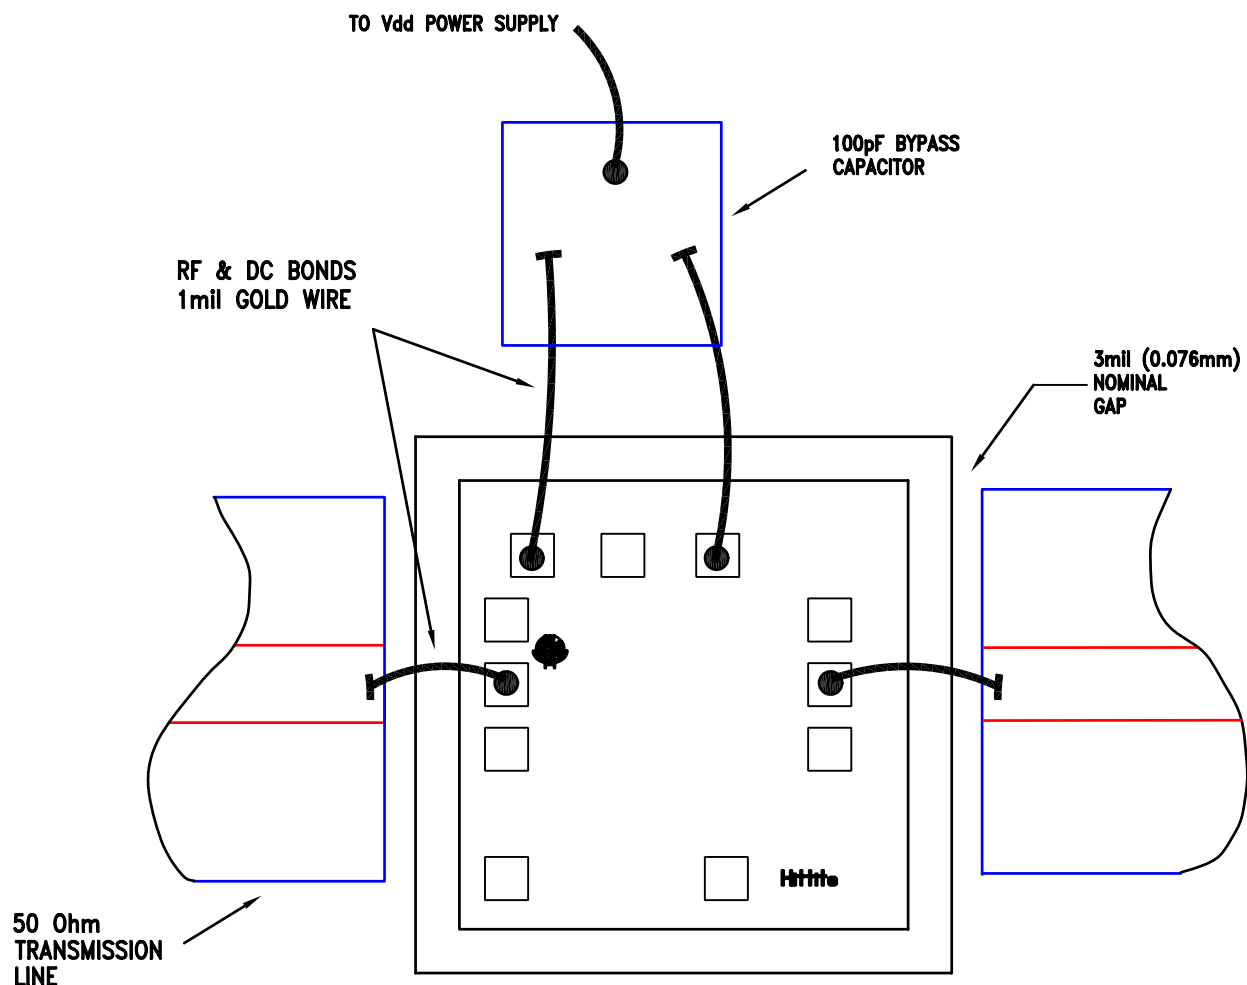 TO Vdd POWER SUPPLY
100pF BYPASS
CAPACITOR
RF & DC BONDS
1mil GOLD WIRE
3mil (0.076mm)
NOMINAL
GAP
Hittite
50 Ohm
TRANSMISSION
LINE